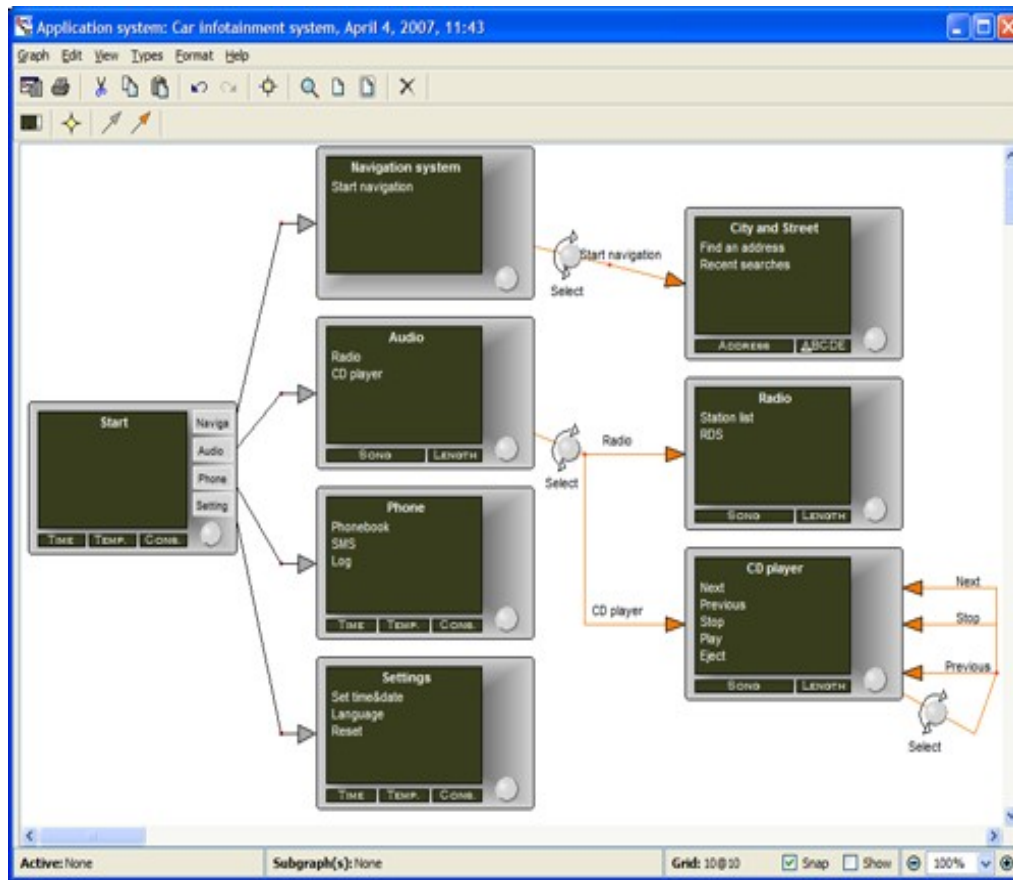 Application system: Car infotainment system, April 4, 2007, 11:43
Graph Edit View Types Format Help
Navigation system
Start navigation
Start navigation
Select
City and Street
Find an address
Recent searches
ADDRESS ABCDE
Audio
Radio
CD player
SONG LENGTH
Radio
Select
Radio
Station list
RDS
SONG LENGTH
Start
Naviga
Audio
Phone
Setting
TIME TEMP. CONS.
Phone
Phonebook
SMS
Log
TIME TEMP. CONS.
CD player
CD player
Next
Previous
Stop
Play
Eject
SONG LENGTH
Next
Stop
Previous
Select
Settings
Set time&date
Language
Reset
TIME TEMP. CONS.
Active: None Subgraph(s): None Grid: 10@10 Snap Show 100%